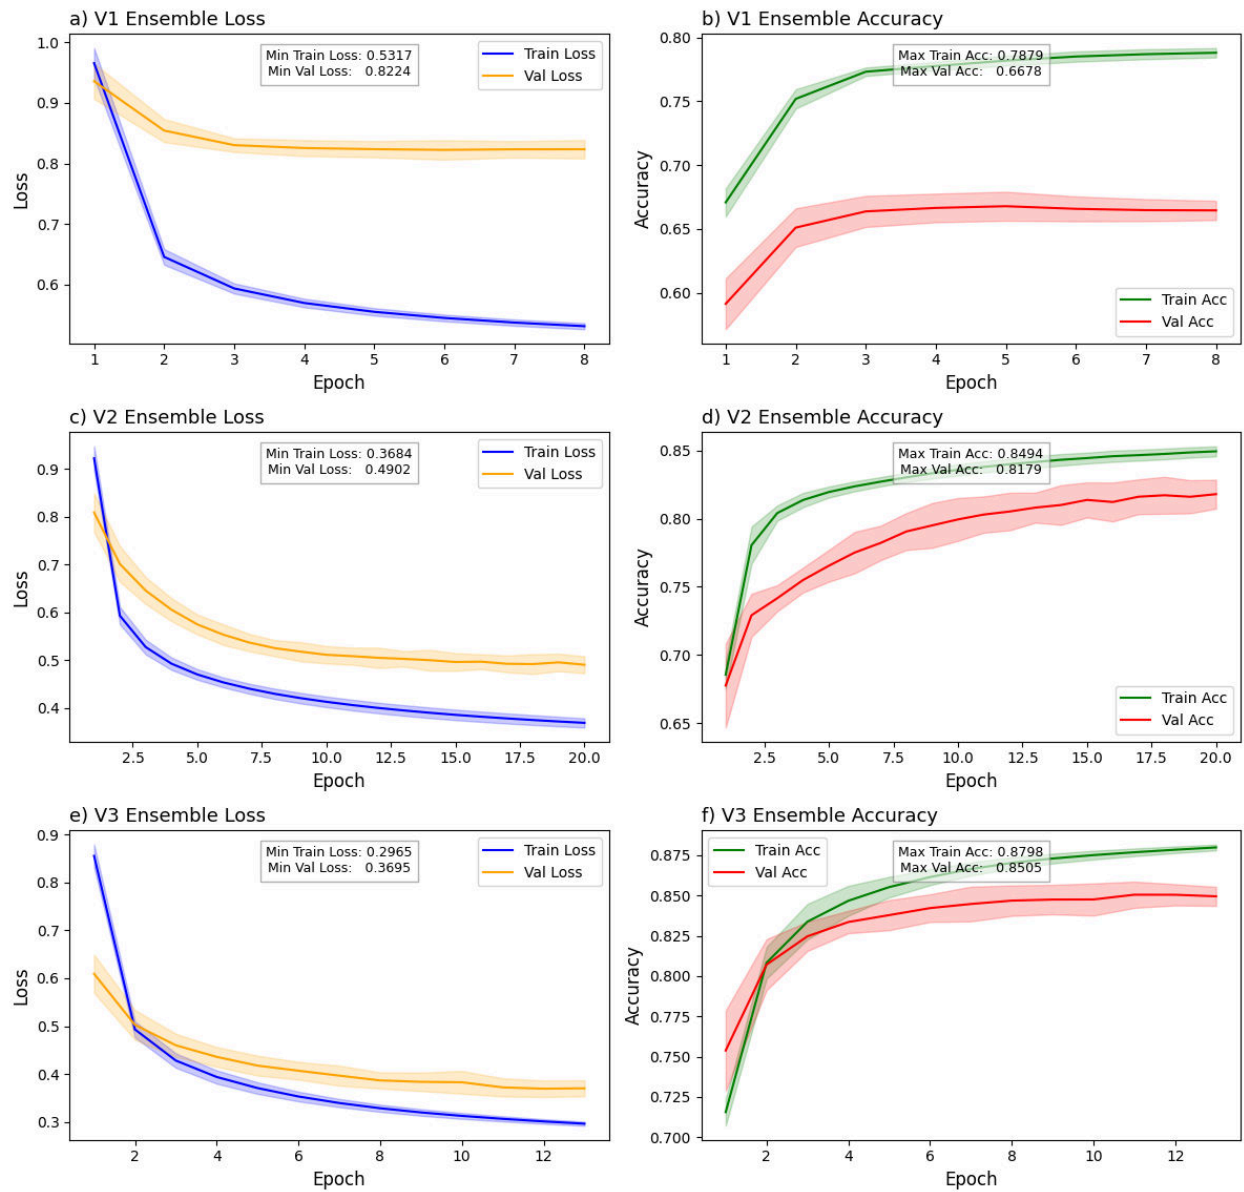 a) V1 Ensemble Loss
Min Train Loss: 0.5317
Min Val Loss: 0.8224
Train Loss
Val Loss
1.0
0.9
0.8
0.7
0.6
Loss
1 2 3 4 5 6 7 8
Epoch
b) V1 Ensemble Accuracy
Max Train Acc: 0.7879
Max Val Acc: 0.6678
0.80
0.75
0.70
0.65
0.60
Accuracy
Train Acc
Val Acc
1 2 3 4 5 6 7 8
Epoch
c) V2 Ensemble Loss
Min Train Loss: 0.3684
Min Val Loss: 0.4902
Train Loss
Val Loss
0.9
0.8
0.7
0.6
0.5
0.4
Loss
2.5 5.0 7.5 10.0 12.5 15.0 17.5 20.0
Epoch
d) V2 Ensemble Accuracy
Max Train Acc: 0.8494
Max Val Acc: 0.8179
0.85
0.80
0.75
0.70
0.65
Accuracy
Train Acc
Val Acc
2.5 5.0 7.5 10.0 12.5 15.0 17.5 20.0
Epoch
e) V3 Ensemble Loss
Min Train Loss: 0.2965
Min Val Loss: 0.3695
Train Loss
Val Loss
0.9
0.8
0.7
0.6
0.5
0.4
0.3
Loss
2 4 6 8 10 12
Epoch
f) V3 Ensemble Accuracy
Train Acc
Val Acc
Max Train Acc: 0.8798
Max Val Acc: 0.8505
0.875
0.850
0.825
0.800
0.775
0.750
0.725
0.700
Accuracy
2 4 6 8 10 12
Epoch